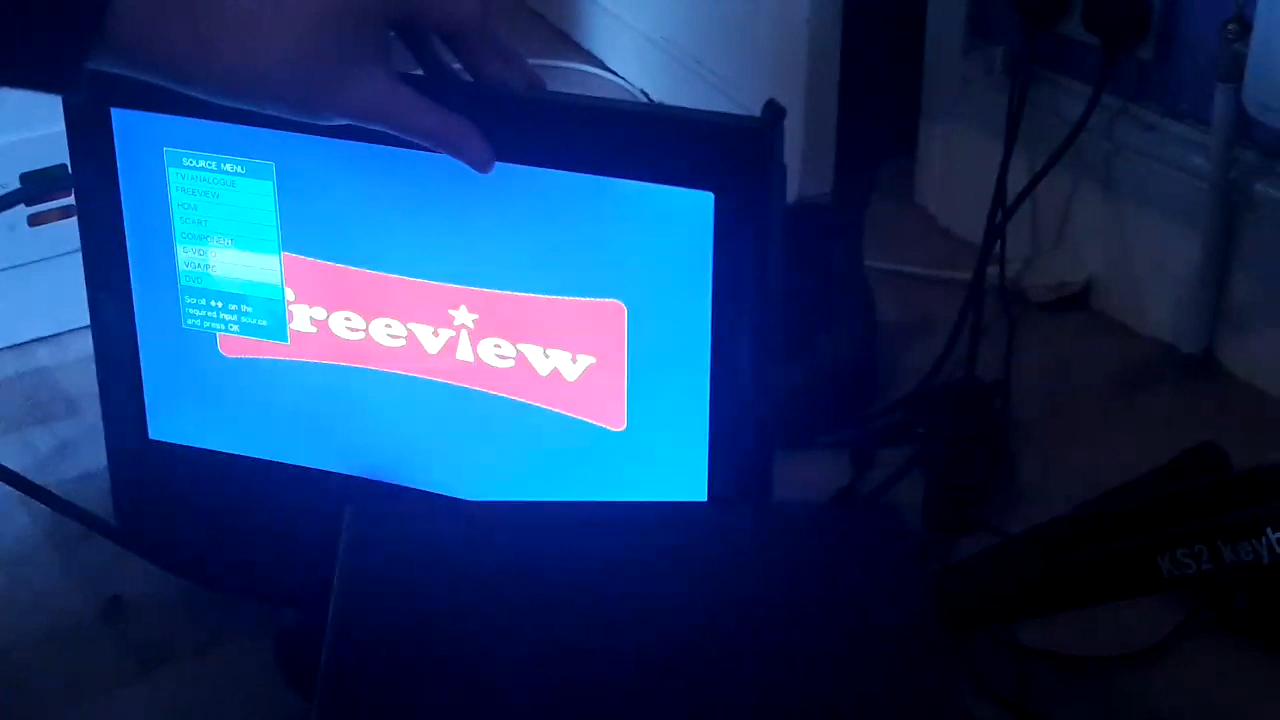 SOURCE MENU
TV/ANALOGUE
FREEVIEW
HDMI
SCART
COMPONENT
S-VIDEO
VGA/PC
DVD
Scroll on the
required input source
and press OK
freeview
KS2